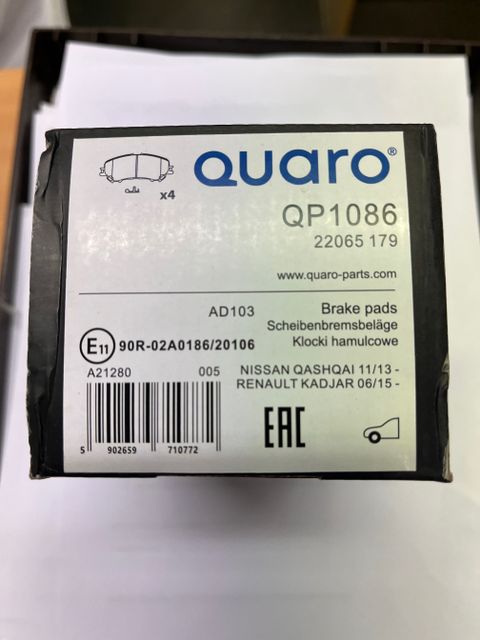 x4
QUARO®
QP1086
22065 179
www.quaro-parts.com
AD103
Brake pads
Scheibenbremsbeläge
Klocki hamulcowe
E11 90R-02A0186/20106
A21280 005
NISSAN QASHQAI 11/13 -
RENAULT KADJAR 06/15 -
5 902659 710772
EAC